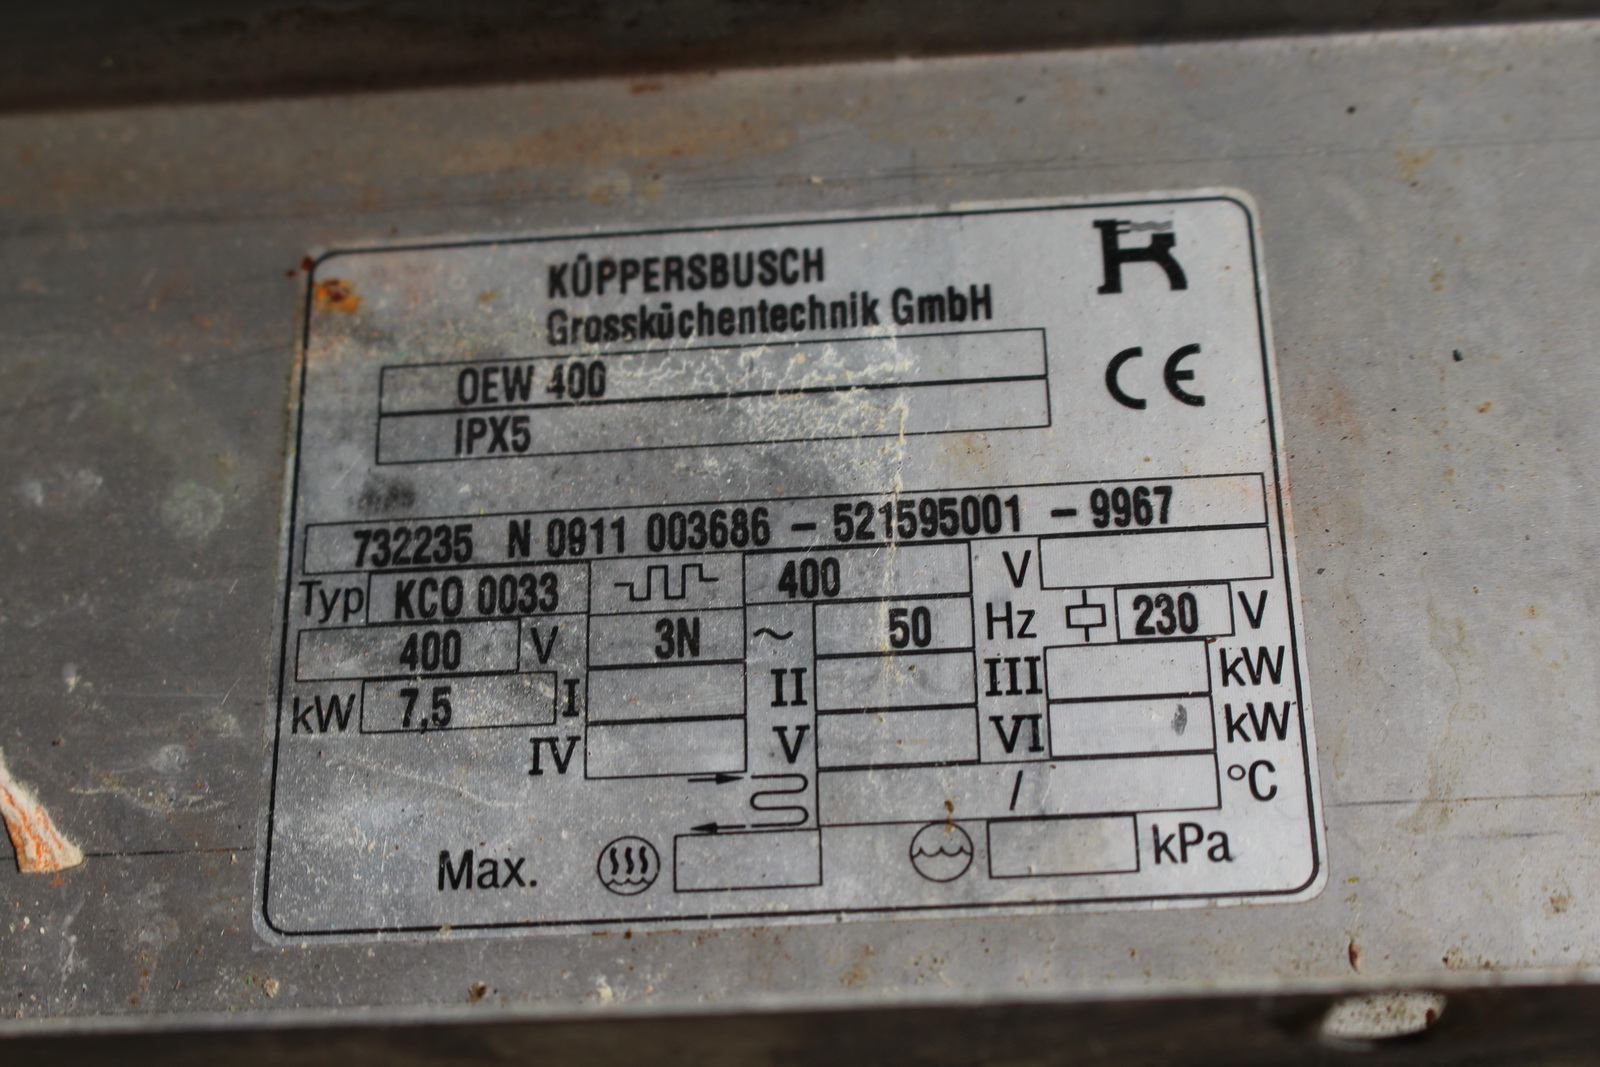 KÜPPERSBUSCH
Grossküchentechnik GmbH
OEW 400
IPX5
CE
732235 N 0911 003686 - 521595001 - 9967
Typ KCO 0033 400 V
400 V 3N ~ 50 Hz 230 V
kW 7,5 I II III kW
IV V VI kW
/ °C
Max. kPa